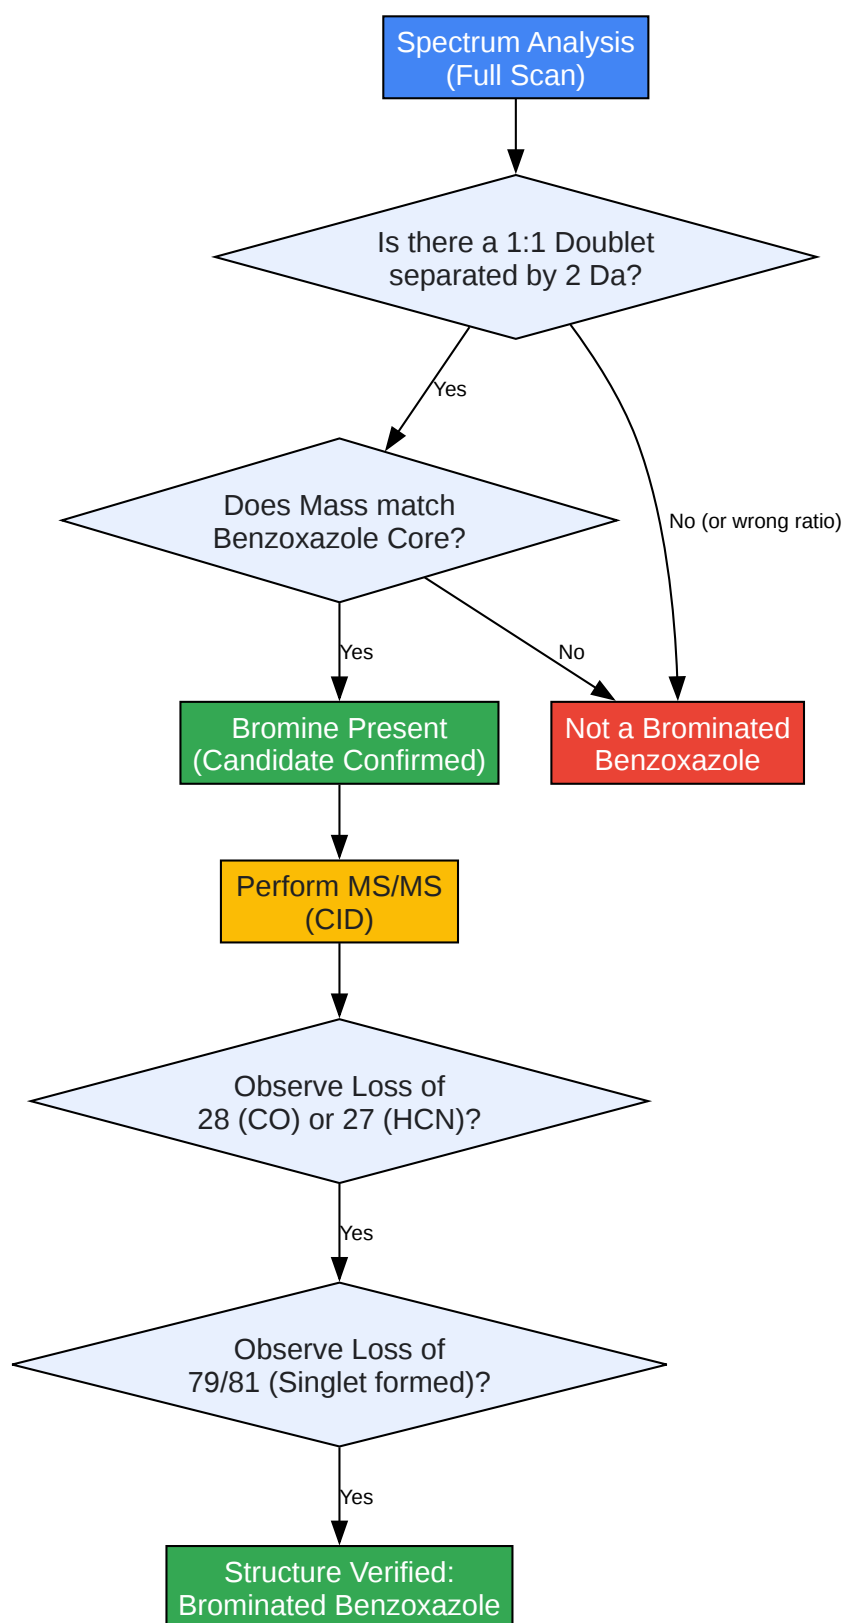 Spectrum Analysis
(Full Scan)
Is there a 1:1 Doublet
separated by 2 Da?
Yes
No (or wrong ratio)
Does Mass match
Benzoxazole Core?
Yes
No
Bromine Present
(Candidate Confirmed)
Not a Brominated
Benzoxazole
Perform MS/MS
(CID)
Observe Loss of
28 (CO) or 27 (HCN)?
Yes
Observe Loss of
79/81 (Singlet formed)?
Yes
Structure Verified:
Brominated Benzoxazole